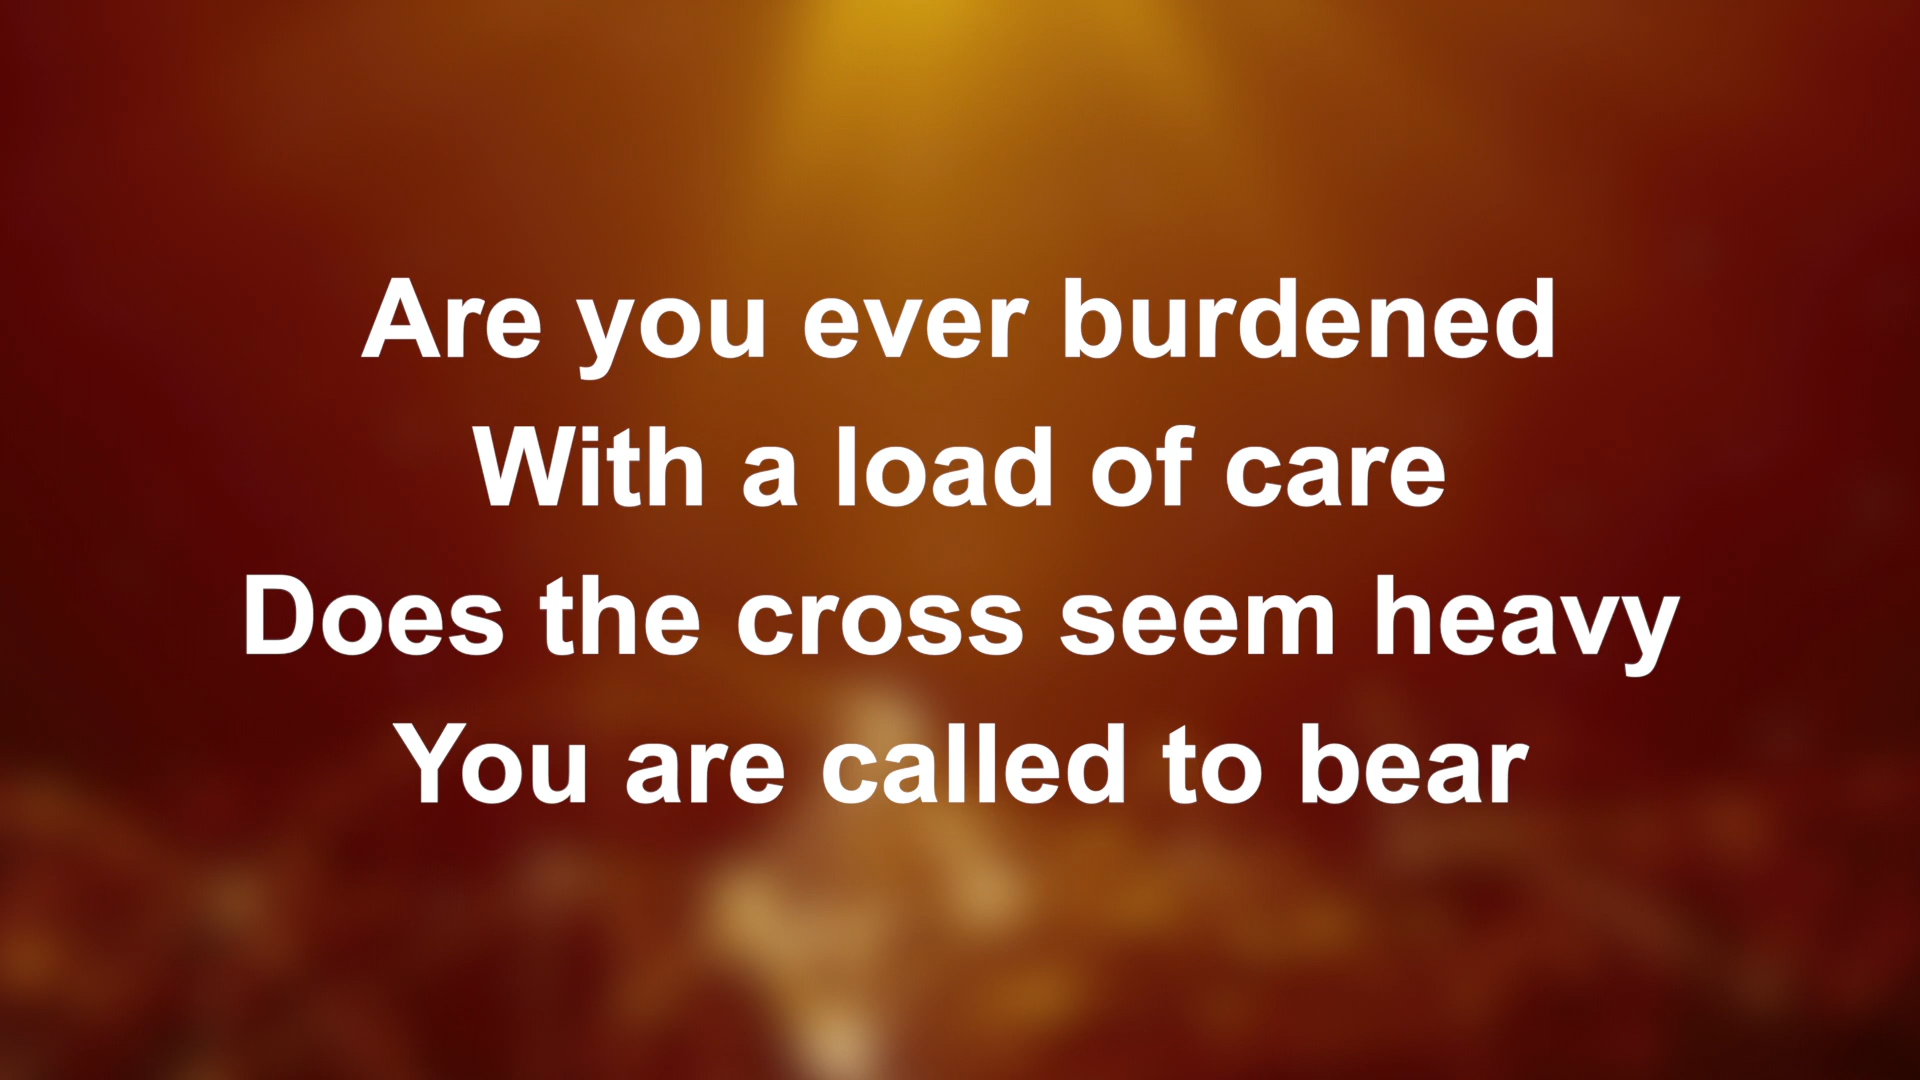 Are you ever burdened
With a load of care
Does the cross seem heavy
You are called to bear